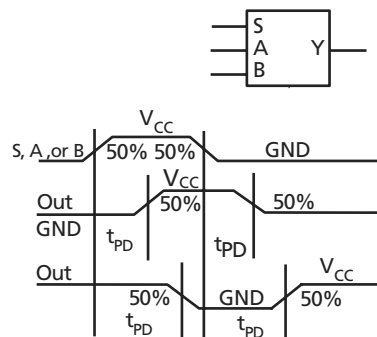 S
A Y
B
V_CC
S, A ,or B 50% 50% GND
V_CC
Out 50% 50%
GND
t_PD t_PD
Out V_CC
50% GND 50%
t_PD t_PD